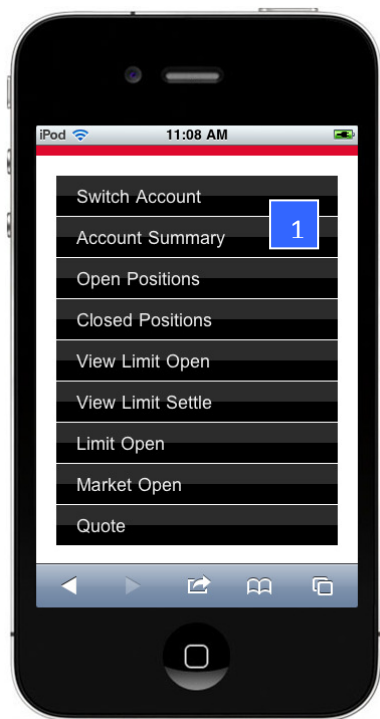 iPod 11:08 AM
Switch Account
1
Account Summary
Open Positions
Closed Positions
View Limit Open
View Limit Settle
Limit Open
Market Open
Quote